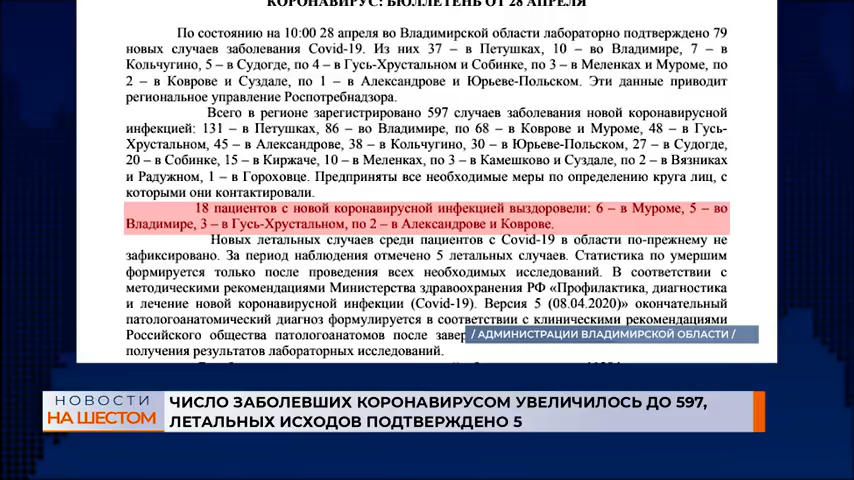 КОРОНАВИРУС: БЮЛЛЕТЕНЬ ОТ 28 АПРЕЛЯ
По состоянию на 10:00 28 апреля во Владимирской области лабораторно подтверждено 79
новых случаев заболевания Covid-19. Из них 37 – в Петушках, 10 – во Владимире, 7 – в
Кольчугино, 5 – в Судогде, по 4 – в Гусь-Хрустальном и Собинке, по 3 – в Меленках и Муроме, по
2 – в Коврове и Суздале, по 1 – в Александрове и Юрьеве-Польском. Эти данные приводит
региональное управление Роспотребнадзора.
Всего в регионе зарегистрировано 597 случаев заболевания новой коронавирусной
инфекцией: 131 – в Петушках, 86 – во Владимире, по 68 – в Коврове и Муроме, 48 – в Гусь-
Хрустальном, 45 – в Александрове, 38 – в Кольчугино, 30 – в Юрьеве-Польском, 27 – в Судогде,
20 – в Собинке, 15 – в Киржаче, 10 – в Меленках, по 3 – в Камешково и Суздале, по 2 – в Вязниках
и Радужном, 1 – в Гороховце. Предприняты все необходимые меры по определению круга лиц, с
которыми они контактировали.
18 пациентов с новой коронавирусной инфекцией выздоровели: 6 – в Муроме, 5 – во
Владимире, 3 – в Гусь-Хрустальном, по 2 – в Александрове и Коврове.
Новых летальных случаев среди пациентов с Covid-19 в области по-прежнему не
зафиксировано. За период наблюдения отмечено 5 летальных случаев. Статистика по умершим
формируется только после проведения всех необходимых исследований. В соответствии с
методическими рекомендациями Министерства здравоохранения РФ «Профилактика, диагностика
и лечение новой коронавирусной инфекции (Covid-19). Версия 5 (08.04.2020)» окончательный
патологоанатомический диагноз формулируется в соответствии с клиническими рекомендациями
Российского общества патологоанатомов после
/ АДМИНИСТРАЦИИ ВЛАДИМИРСКОЙ ОБЛАСТИ /
получения результатов лабораторных исследований.
НОВОСТИ
НА ШЕСТОМ
ЧИСЛО ЗАБОЛЕВШИХ КОРОНАВИРУСОМ УВЕЛИЧИЛОСЬ ДО 597,
ЛЕТАЛЬНЫХ ИСХОДОВ ПОДТВЕРЖДЕНО 5